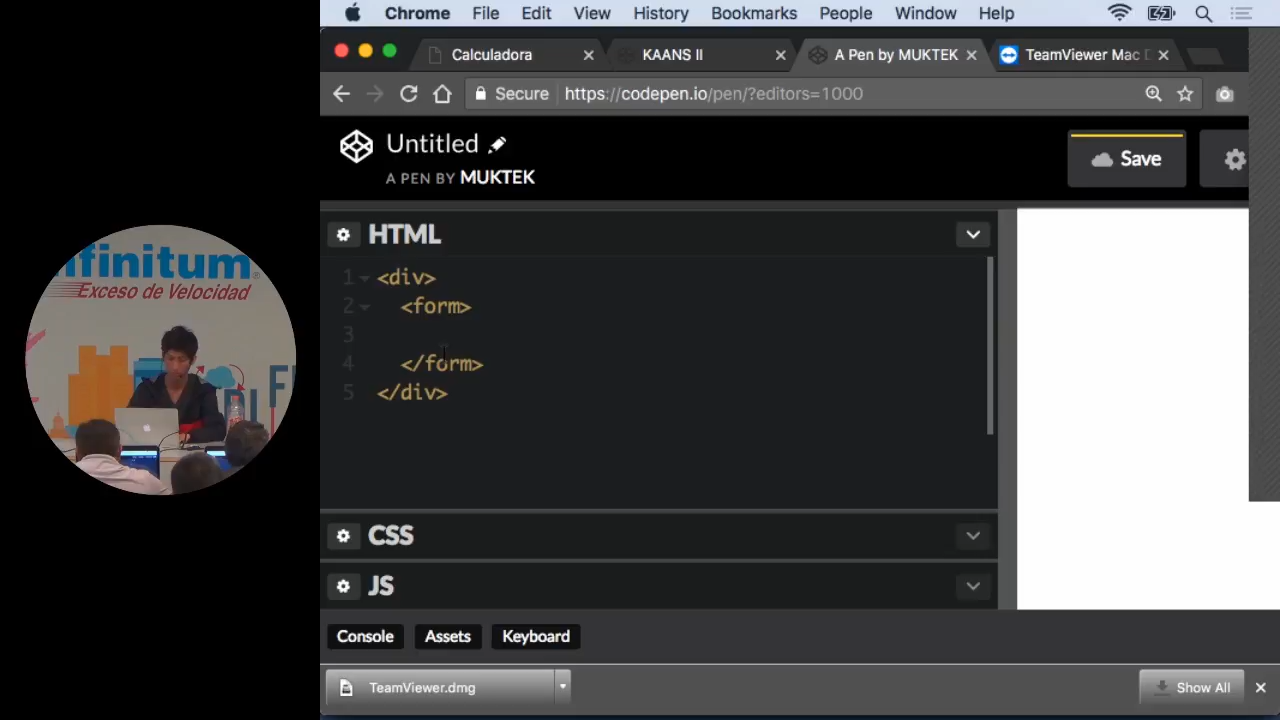 Chrome File Edit View History Bookmarks People Window Help
Calculadora
KAANS II
A Pen by MUKTEK
TeamViewer Mac D
Secure https://codepen.io/pen/?editors=1000
Untitled
A PEN BY MUKTEK
Save
HTML
1 <div>
2 <form>
3
4 </form>
5 </div>
CSS
JS
Console Assets Keyboard
TeamViewer.dmg
Show All
nfinitum
Exceso de Velocidad